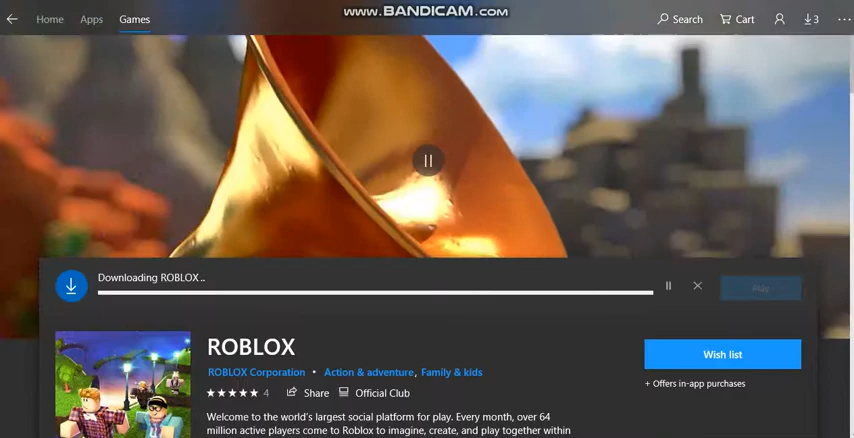 Home Apps Games www.BANDICAM.com Search Cart 3
Downloading ROBLOX ..
Play
ROBLOX
Wish list
ROBLOX Corporation • Action & adventure, Family & kids
+ Offers in-app purchases
4 Share Official Club
Welcome to the world's largest social platform for play. Every month, over 64
million active players come to Roblox to imagine, create, and play together within